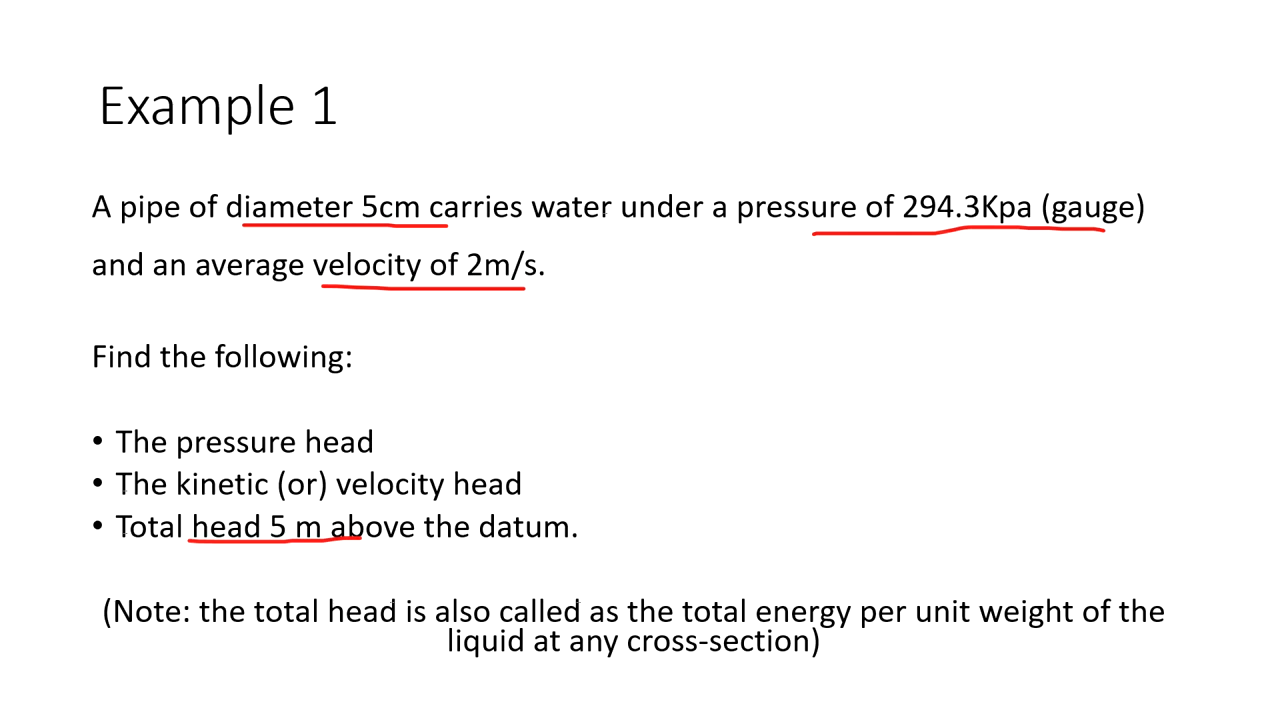 Example 1
A pipe of diameter 5cm carries water under a pressure of 294.3Kpa (gauge)
and an average velocity of 2m/s.
Find the following:
• The pressure head
• The kinetic (or) velocity head
• Total head 5 m above the datum.
(Note: the total head is also called as the total energy per unit weight of the
liquid at any cross-section)